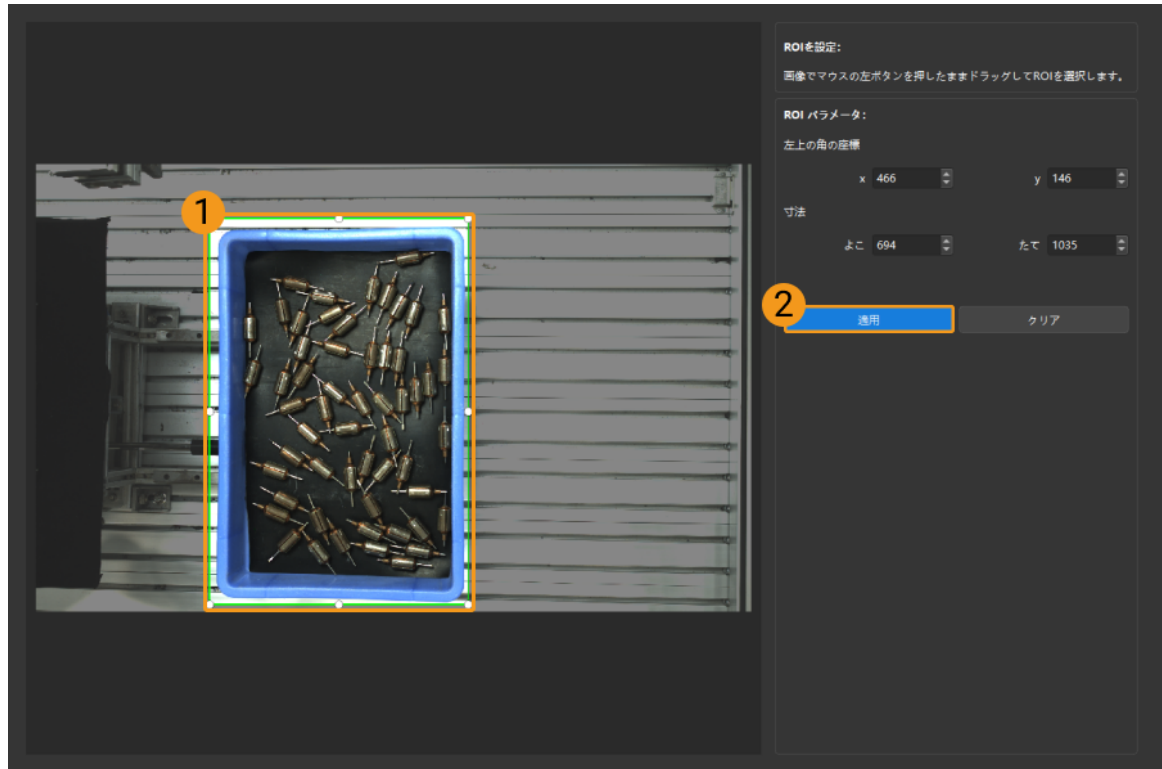 ROIを設定:
画像でマウスの左ボタンを押したままドラッグしてROIを選択します。
ROI パラメータ:
左上の角の座標
x 466 y 146
1
寸法
よこ 694 たて 1035
2
適用 クリア